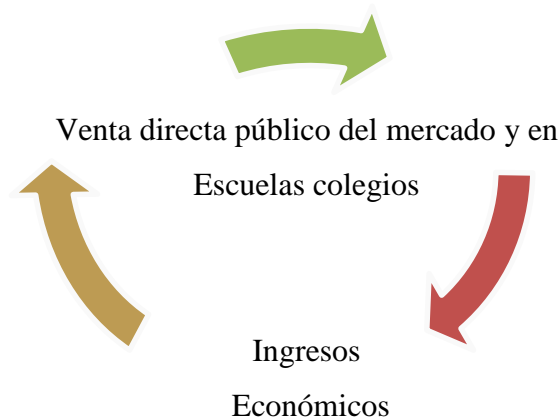 Venta directa público del mercado y en
Escuelas colegios
Ingresos
Económicos